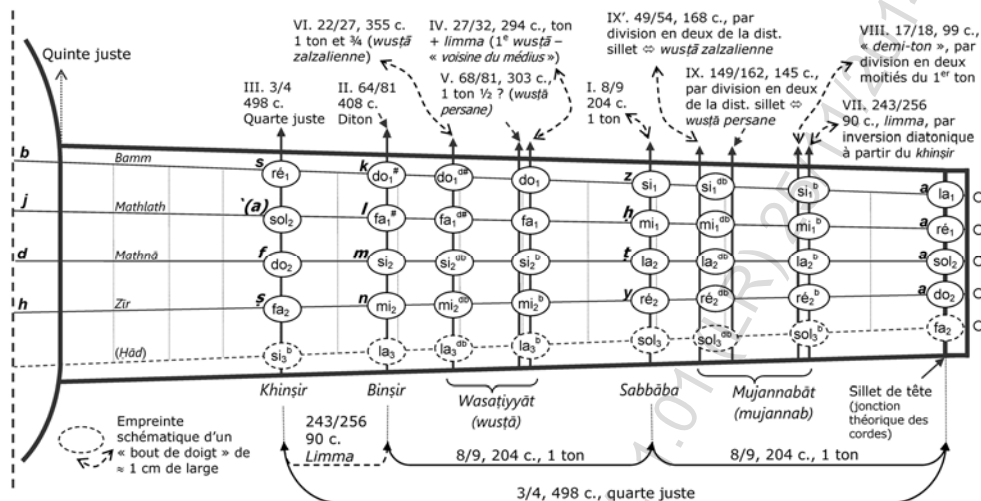 Quinte juste
VI. 22/27, 355 c.
1 ton et ¾ (wusṭā
zalzalienne)
IV. 27/32, 294 c., ton
+ limma (1e wusṭā –
« voisine du médius »)
V. 68/81, 303 c.,
1 ton ½ ? (wusṭā
persane)
IX’. 49/54, 168 c., par
division en deux de la dist.
sillet ⇔ wusṭā zalzalienne
IX. 149/162, 145 c.,
par division en deux
de la dist. sillet ⇔
wusṭā persane
VIII. 17/18, 99 c.,
« demi-ton », par
division en deux
moitiés du 1er ton
VII. 243/256
90 c., limma, par
inversion diatonique
à partir du khinṣir
III. 3/4
498 c.
Quarte juste
II. 64/81
408 c.
Diton
I. 8/9
204 c.
1 ton
b Bamm s ré1 k do1# do1d# do1 z si1 si1db si1b a la1
j Mathlath ‘(a) sol2 l fa1# fa1d# fa1 ḥ mi1 mi1db mi1b a ré1
d Mathnā f do2 m si2 si2db si2b ṭ la2 la2db la2b a sol2
h Zīr ṣ fa2 n mi2 mi2db mi2b y ré2 ré2db ré2b a do2
(Ḥād) si3b la3 la3db la3b sol3 sol3db sol3b fa2
Khinṣir
Binṣir
Wasaṭiyyāt
(wusṭā)
Sabbāba
Mujannabāt
(mujannab)
Sillet de tête
(jonction
théorique des
cordes)
Empreinte
schématique d’un
« bout de doigt » de
≈ 1 cm de large
243/256
90 c.
Limma
8/9, 204 c., 1 ton
8/9, 204 c., 1 ton
3/4, 498 c., quarte juste